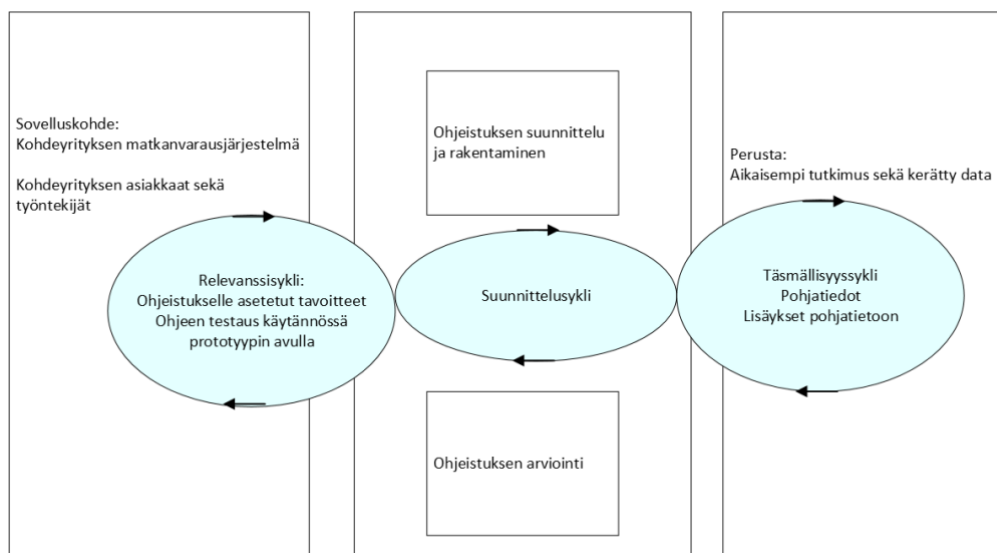 Sovelluskohde:
Kohdeyrityksen matkanvarausjärjestelmä
Kohdeyrityksen asiakkaat sekä
työntekijät
Relevanssisykli:
Ohjeistukselle asetetut tavoitteet
Ohjeen testaus käytännössä
prototyypin avulla
Ohjeistuksen suunnittelu
ja rakentaminen
Suunnittelusykli
Ohjeistuksen arviointi
Perusta:
Aikaisempi tutkimus sekä kerätty data
Täsmällisyyssykli
Pohjatiedot
Lisäykset pohjatietoon